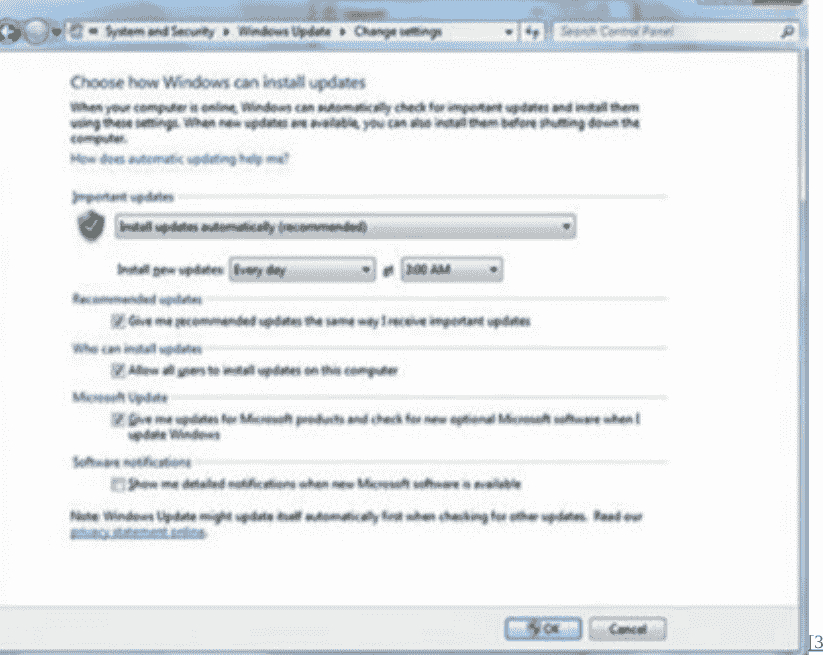 System and Security ▸ Windows Update ▸ Change settings
Search Control Panel
Choose how Windows can install updates
When your computer is online, Windows can automatically check for important updates and install them
using these settings. When new updates are available, you can also install them before shutting down the
computer.
How does automatic updating help me?
Important updates
Install updates automatically (recommended)
Install new updates: Every day at 3:00 AM
Recommended updates
Give me recommended updates the same way I receive important updates
Who can install updates
Allow all users to install updates on this computer
Microsoft Update
Give me updates for Microsoft products and check for new optional Microsoft software when I
update Windows
Software notifications
Show me detailed notifications when new Microsoft software is available
Note: Windows Update might update itself automatically first when checking for other updates. Read our
privacy statement online.
OK Cancel
[3